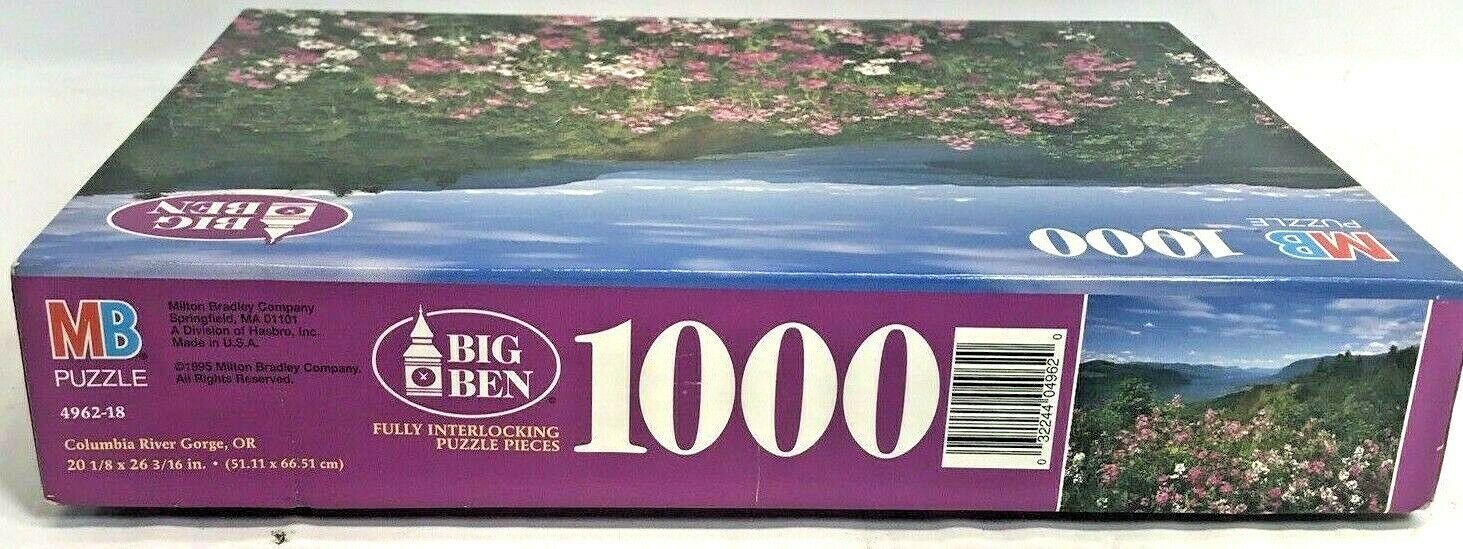 BIG
BEN
1000
MB
PUZZLE
MB
PUZZLE
4962-18
Columbia River Gorge, OR
20 1/8 x 26 3/16 in. • (51.11 x 66.51 cm)
Milton Bradley Company
Springfield, MA 01101
A Division of Hasbro, Inc.
Made in U.S.A.
©1995 Milton Bradley Company.
All Rights Reserved.
BIG
BEN®
FULLY INTERLOCKING
PUZZLE PIECES
1000
0 32244 04962 0